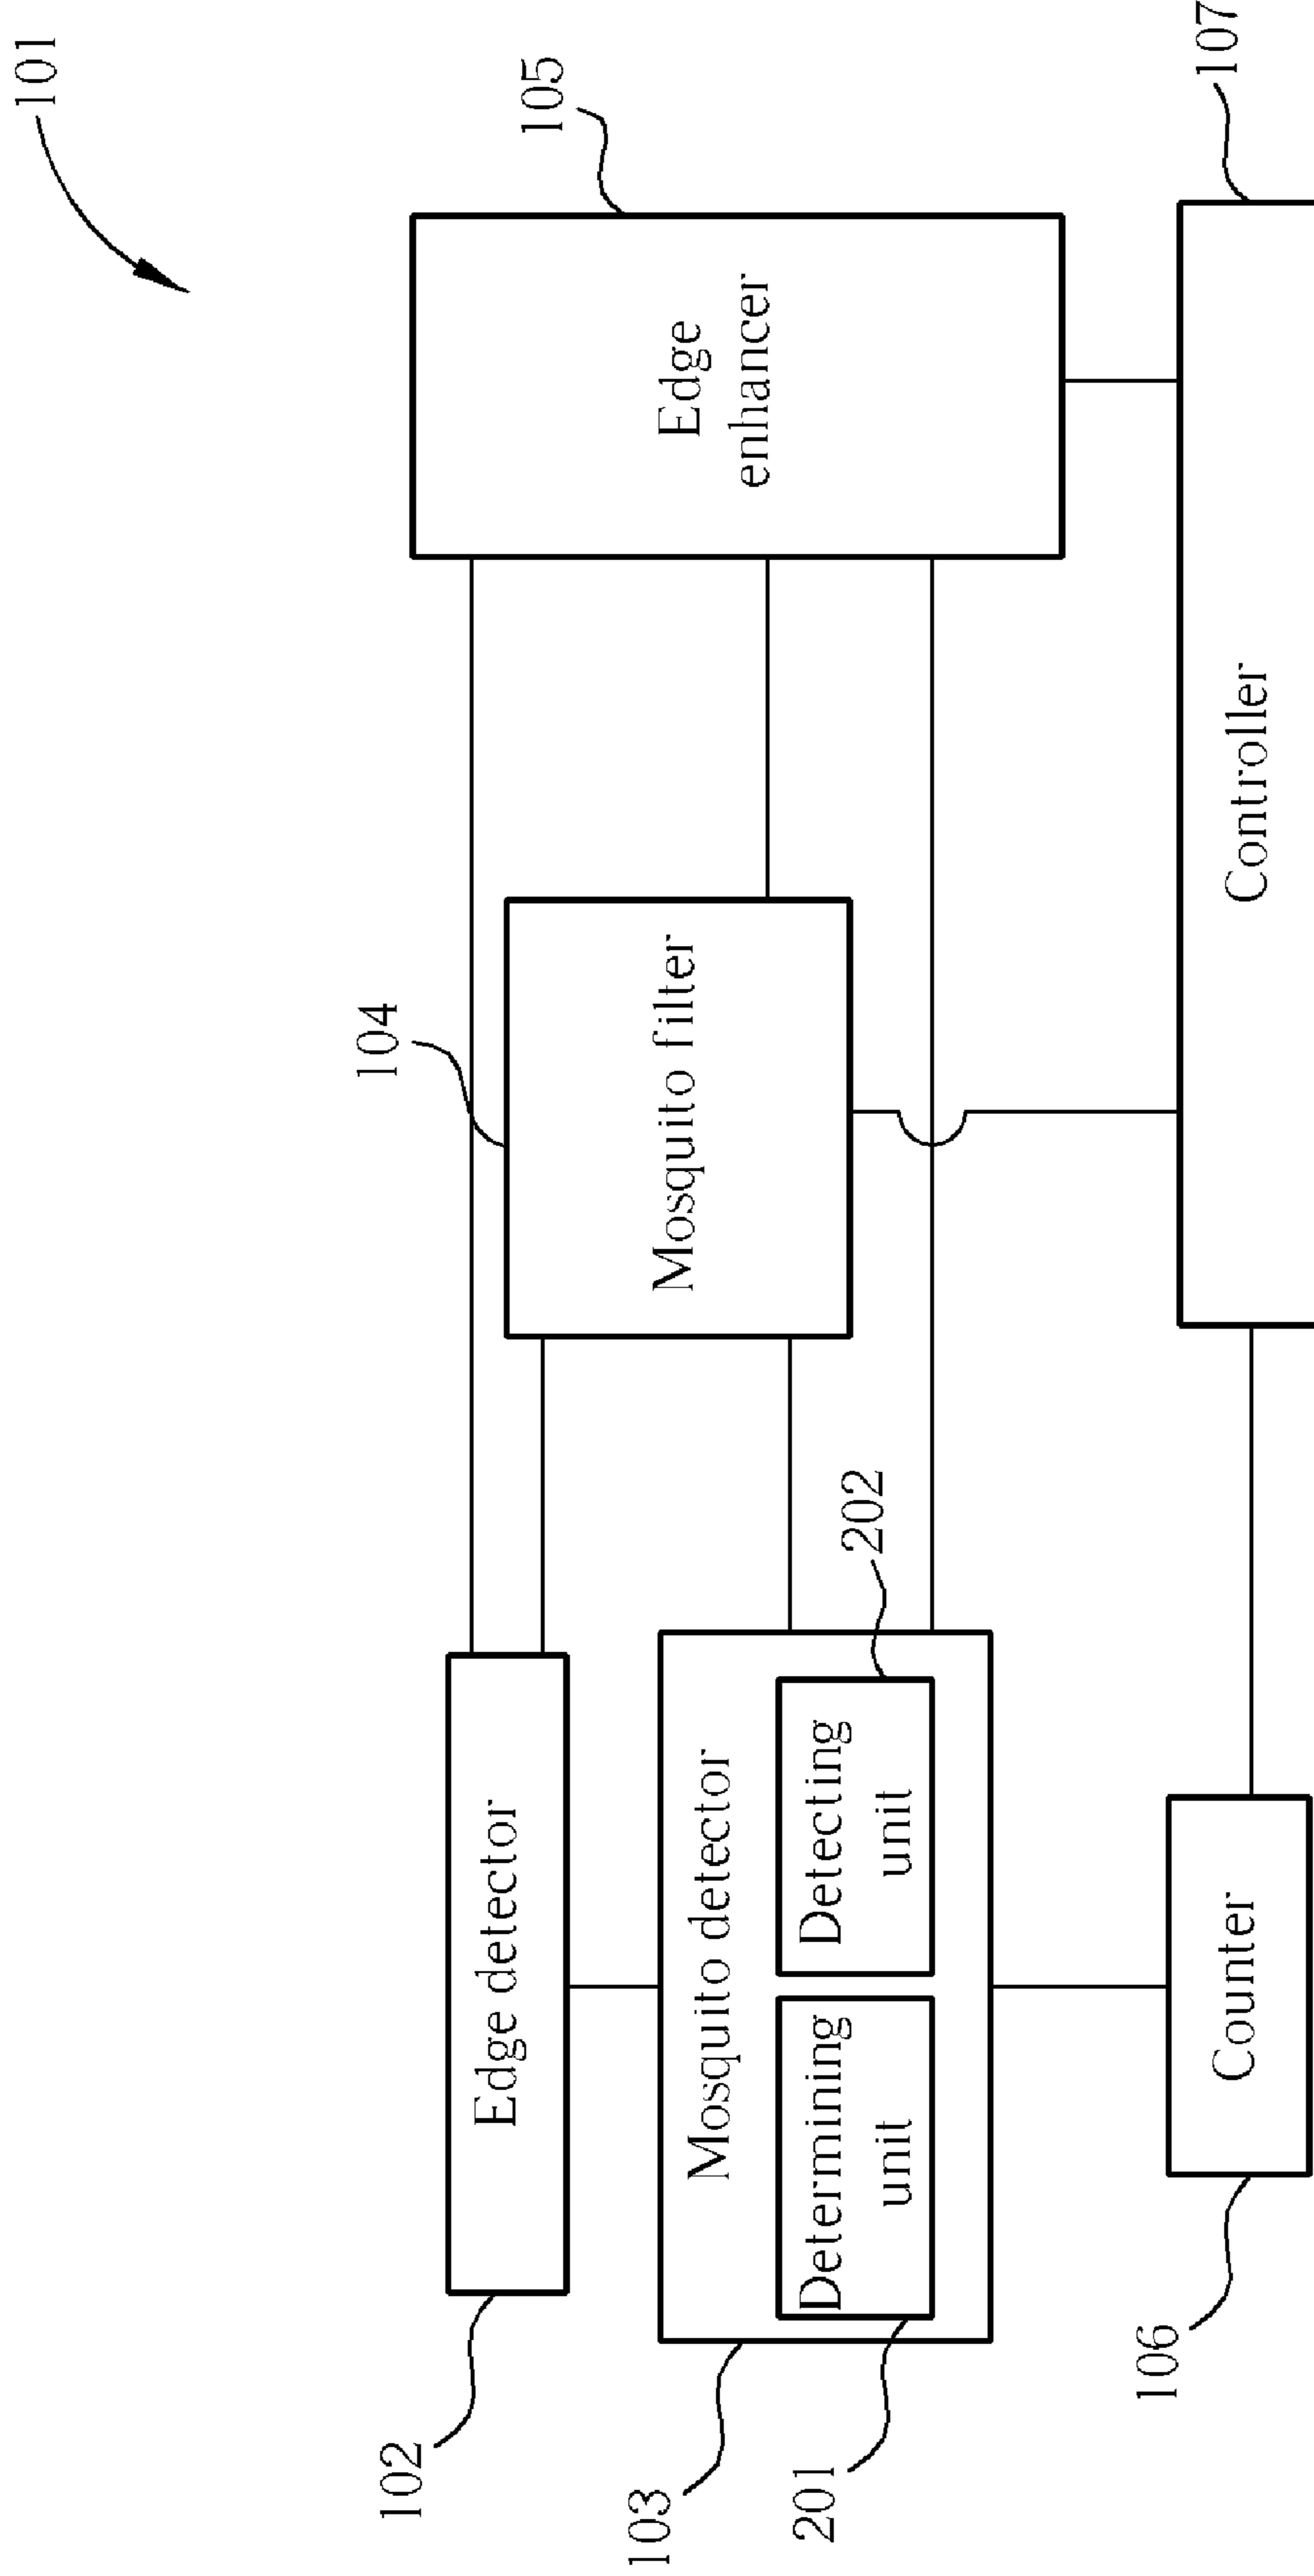 101
102
Edge detector
104
105
Edge
enhancer
Mosquito filter
103
Mosquito detector
Determining
unit
Detecting
unit
201
202
106
Counter
Controller
107